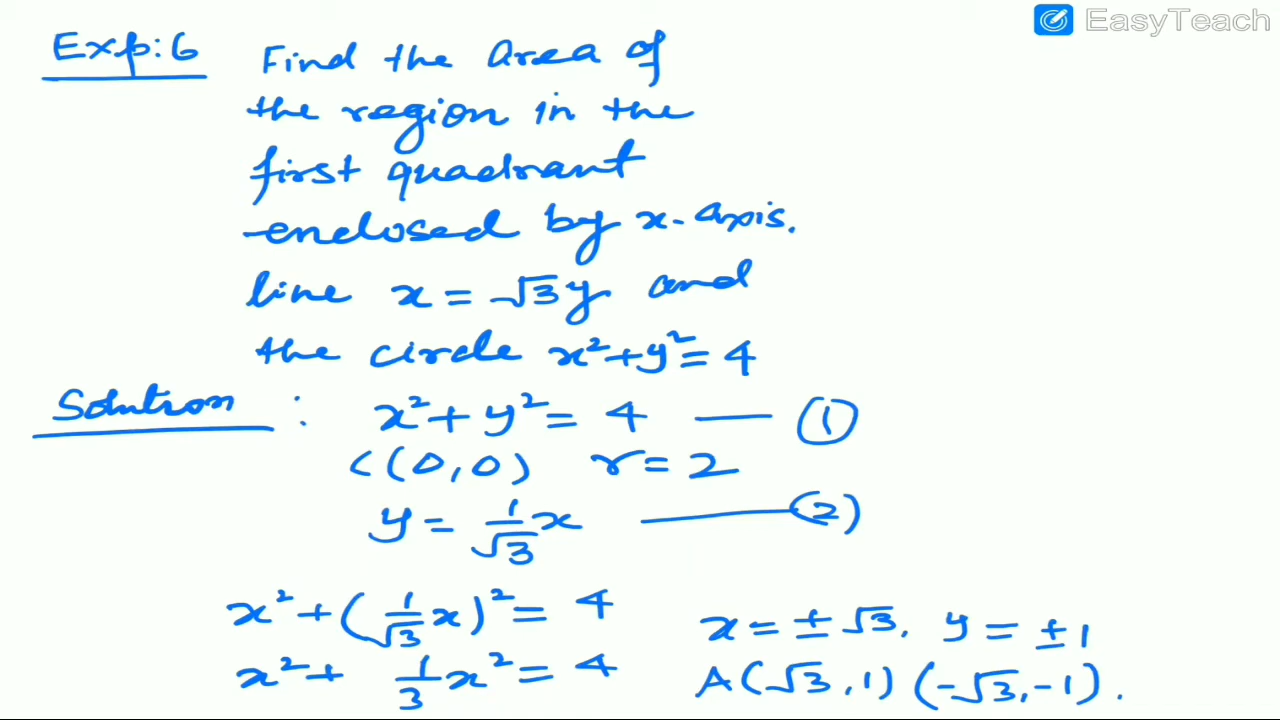 EasyTeach
Exp:6 Find the area of
the region in the
first quadrant
enclosed by x-axis.
line x = √3y and
the circle x²+y²=4
Solution : x²+y²=4 —— (1)
C(0,0) r=2
y = 1/√3 x —— (2)
x²+(1/√3 x)²=4
x²+ 1/3 x²=4
x=±√3, y=±1
A(√3,1) (-√3,-1).